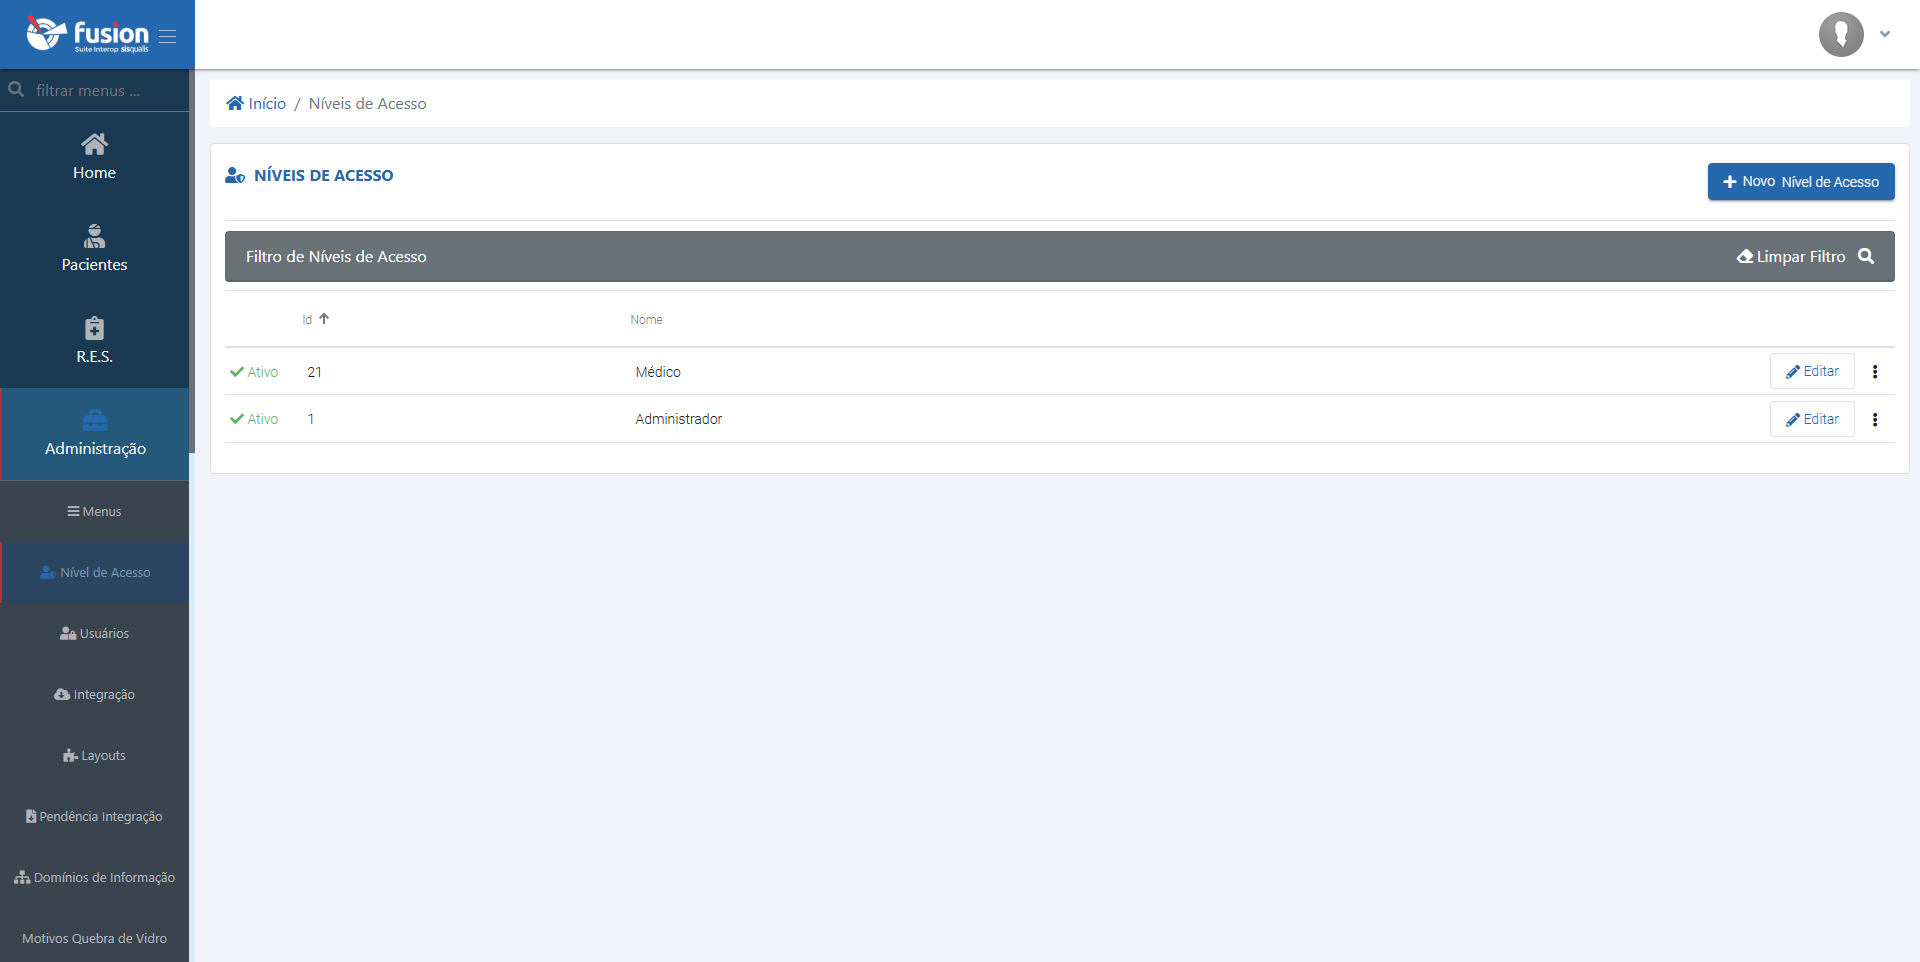 fusion
Suite Interop sisqualis
filtrar menus ...
Home
Pacientes
R.E.S.
Administração
Menus
Nível de Acesso
Usuários
Integração
Layouts
Pendência Integração
Domínios de Informação
Motivos Quebra de Vidro
Início / Níveis de Acesso
NÍVEIS DE ACESSO
Novo Nível de Acesso
Filtro de Níveis de Acesso
Limpar Filtro
Id Nome
Ativo 21 Médico Editar
Ativo 1 Administrador Editar